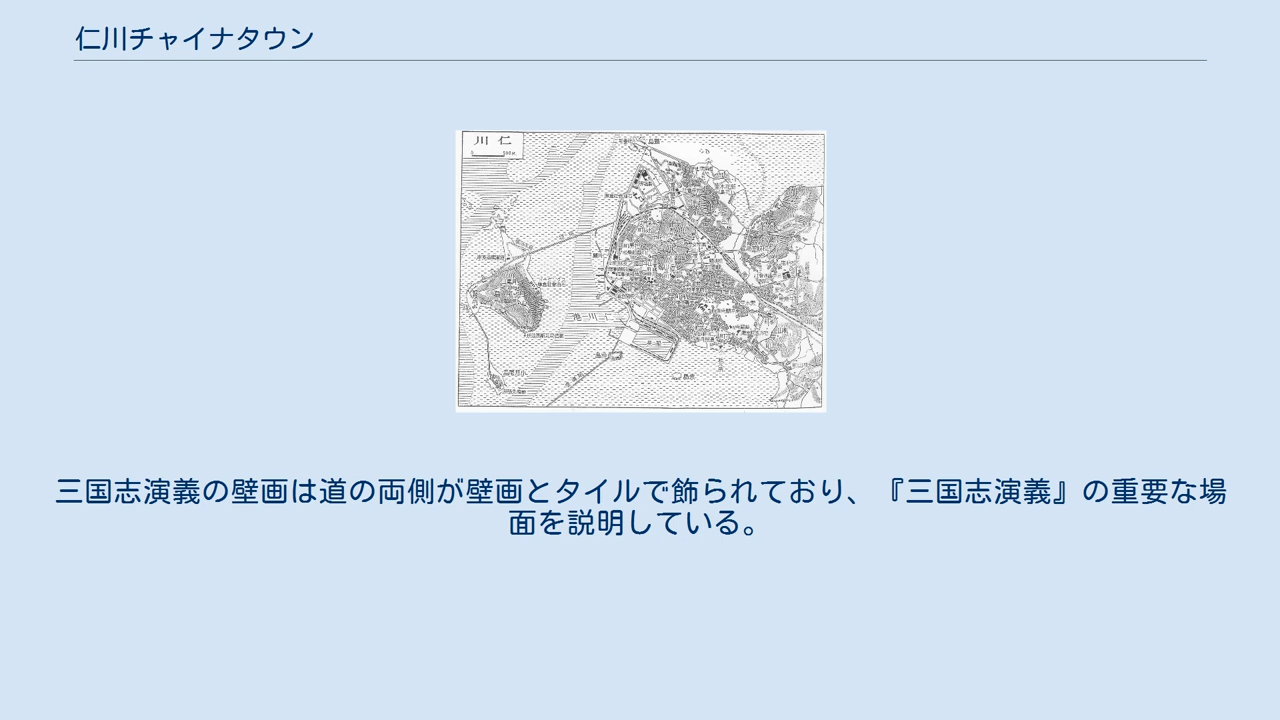 仁川チャイナタウン
川仁
三国志演義の壁画は道の両側が壁画とタイルで飾られており、『三国志演義』の重要な場
面を説明している。